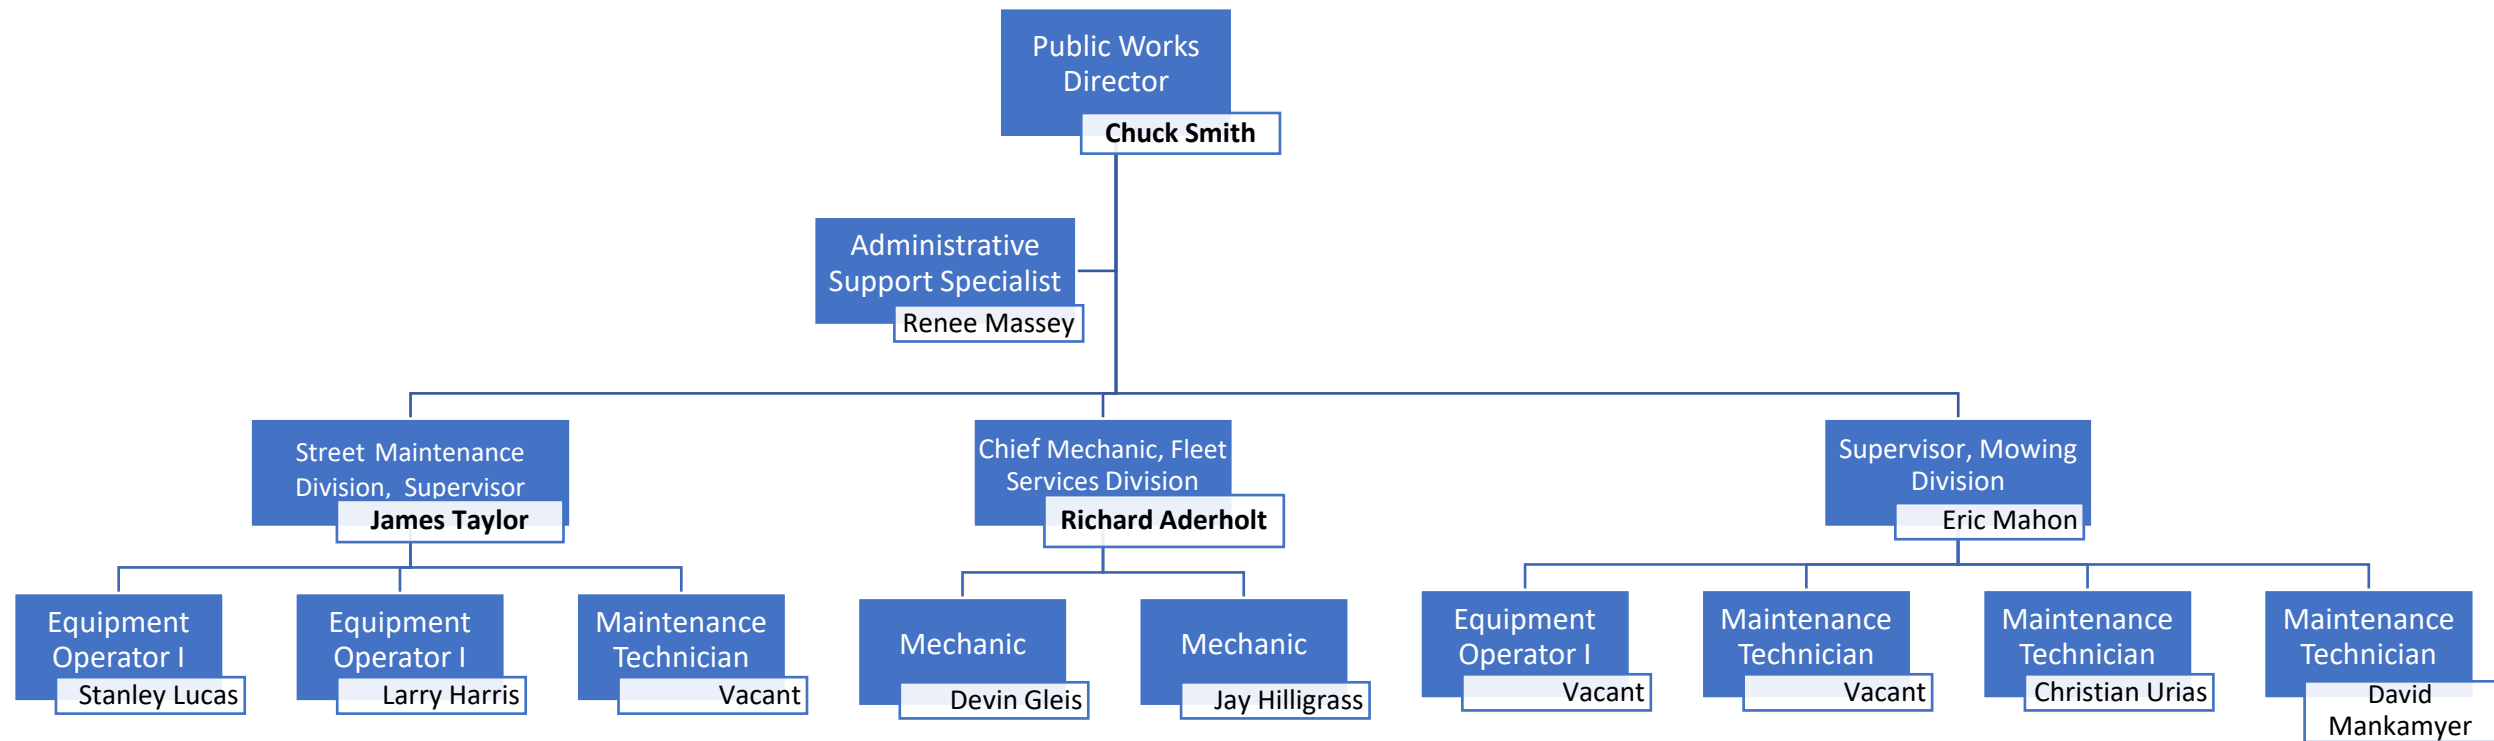 Public Works
Director
Chuck Smith
Administrative
Support Specialist
Renee Massey
Street Maintenance
Division, Supervisor
James Taylor
Chief Mechanic, Fleet
Services Division
Richard Aderholt
Supervisor, Mowing
Division
Eric Mahon
Equipment
Operator I
Stanley Lucas
Equipment
Operator I
Larry Harris
Maintenance
Technician
Vacant
Mechanic
Devin Gleis
Mechanic
Jay Hilligrass
Equipment
Operator I
Vacant
Maintenance
Technician
Vacant
Maintenance
Technician
Christian Urias
Maintenance
Technician
David
Mankamyer